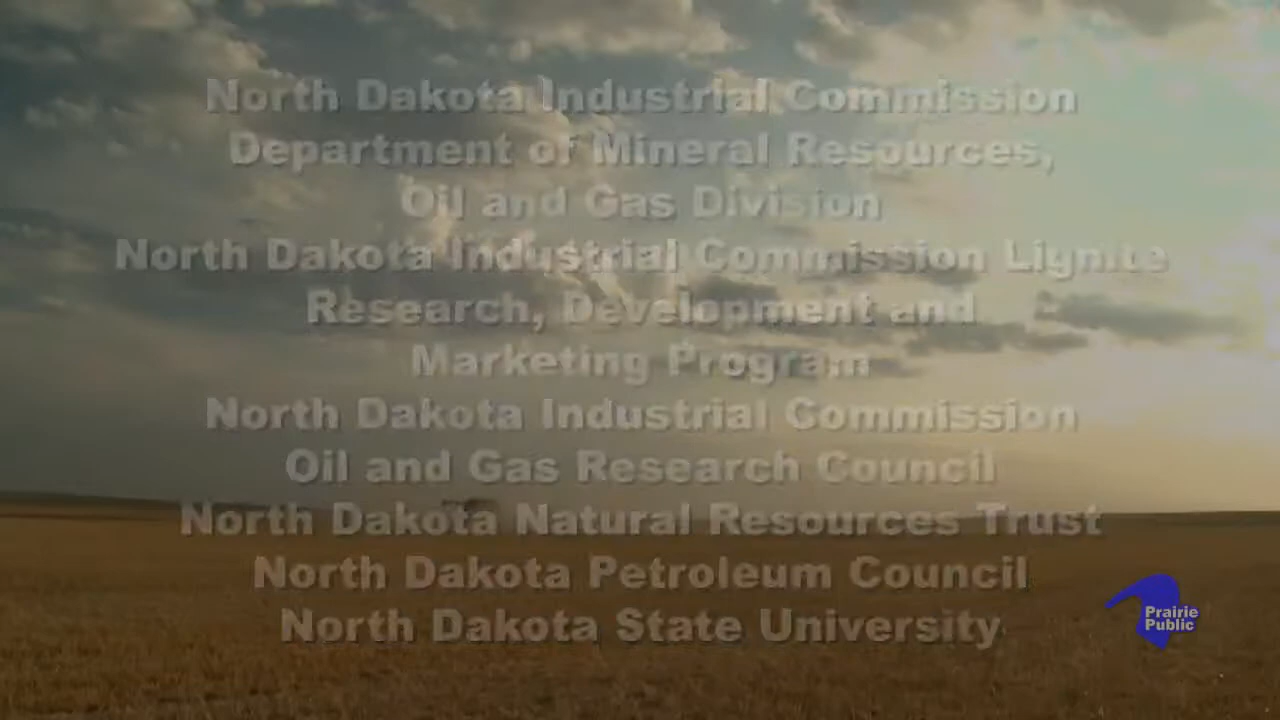 North Dakota Industrial Commission
Department of Mineral Resources,
Oil and Gas Division
North Dakota Industrial Commission Lignite
Research, Development and
Marketing Program
North Dakota Industrial Commission
Oil and Gas Research Council
North Dakota Natural Resources Trust
North Dakota Petroleum Council
North Dakota State University
Prairie
Public